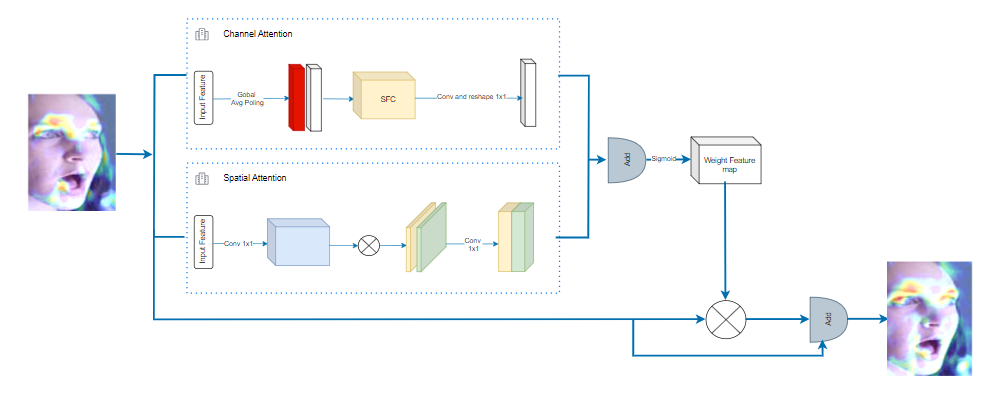 Channel Attention
Input Feature
Gobal
Avg Poling
SFC
Conv and reshape 1x1
Spatial Attention
Input Feature
Conv 1x1
Conv
1x1
Add
Sigmoid
Weight Feature
map
Add